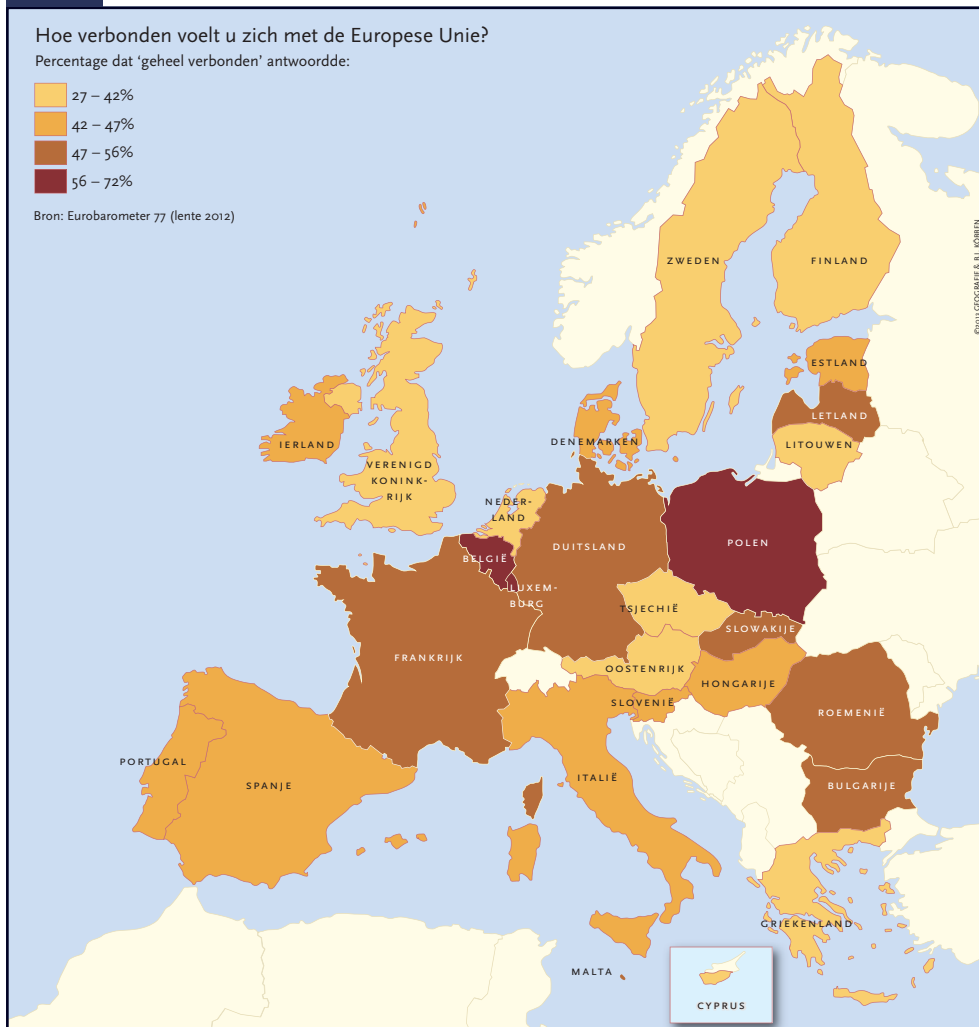 Hoe verbonden voelt u zich met de Europese Unie?
Percentage dat ‘geheel verbonden’ antwoordde:
27 – 42%
42 – 47%
47 – 56%
56 – 72%
Bron: Eurobarometer 77 (lente 2012)
ZWEDEN
FINLAND
ESTLAND
LETLAND
LITOUWEN
DENEMARKEN
IERLAND
VERENIGD
KONINK-
RIJK
NEDER-
LAND
BELGIË
LUXEM-
BURG
DUITSLAND
POLEN
TSJECHIË
SLOWAKIJE
FRANKRIJK
OOSTENRIJK
HONGARIJE
SLOVENIË
ROEMENIË
BULGARIJE
PORTUGAL
SPANJE
ITALIË
GRIEKENLAND
MALTA
CYPRUS